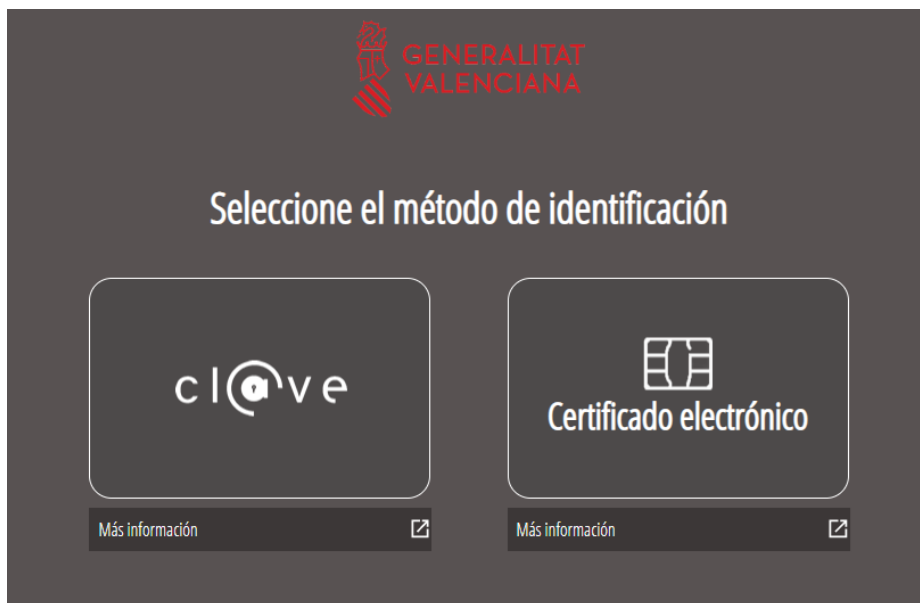 GENERALITAT
VALENCIANA
Seleccione el método de identificación
cl@ve
Certificado electrónico
Más información
Más información